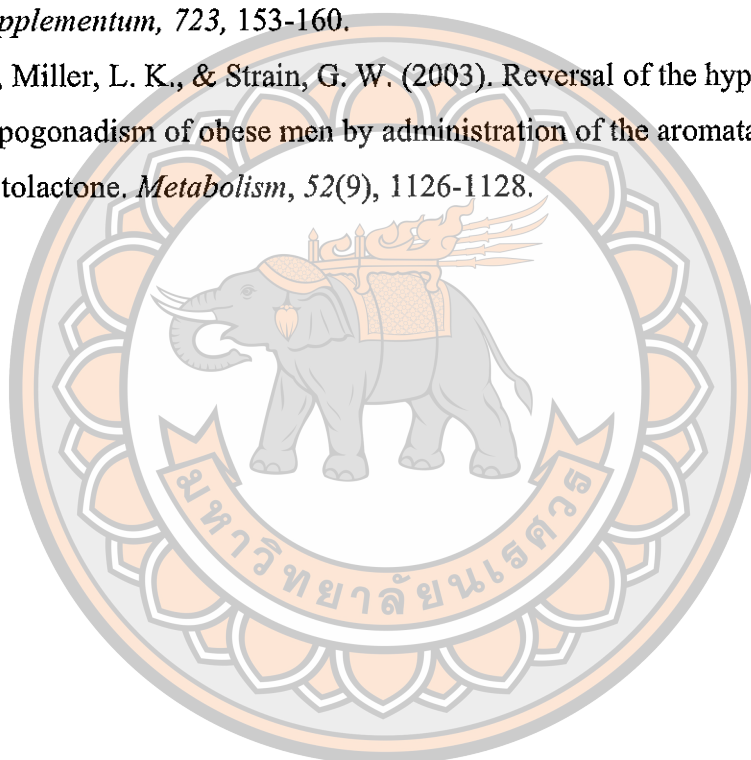 pplementum, 723, 153-160.
, Miller, L. K., & Strain, G. W. (2003). Reversal of the hyp
pogonadism of obese men by administration of the aromata
tolactone. Metabolism, 52(9), 1126-1128.
มหาวิทยาลัยนเรศวร